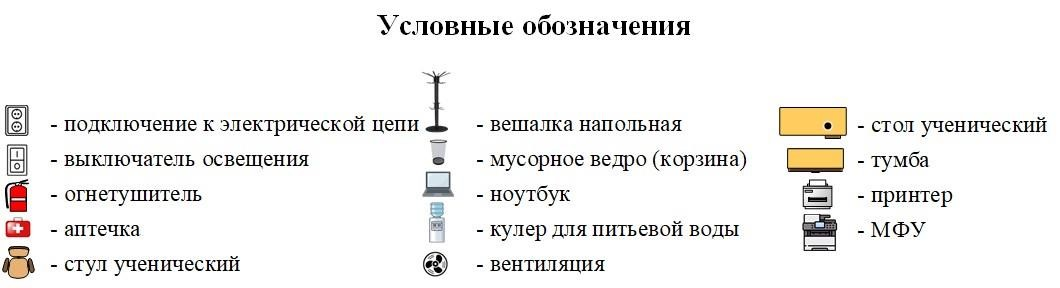 Условные обозначения
- подключение к электрической цепи
- выключатель освещения
- огнетушитель
- аптечка
- стул ученический
- вешалка напольная
- мусорное ведро (корзина)
- ноутбук
- кулер для питьевой воды
- вентиляция
- стол ученический
- тумба
- принтер
- МФУ